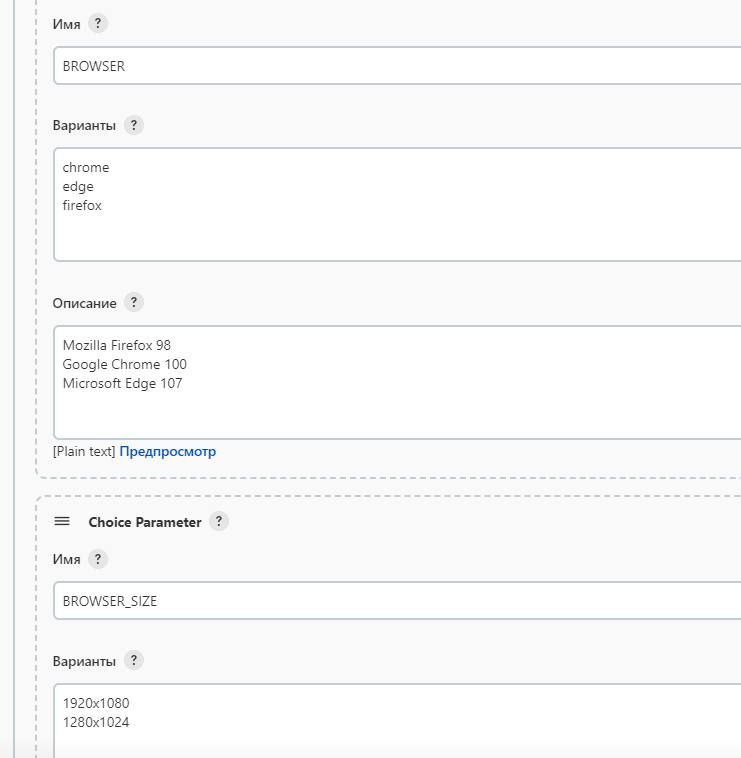 Имя ?
BROWSER
Варианты ?
chrome
edge
firefox
Описание ?
Mozilla Firefox 98
Google Chrome 100
Microsoft Edge 107
[Plain text] Предпросмотр
Choice Parameter ?
Имя ?
BROWSER_SIZE
Варианты ?
1920x1080
1280x1024